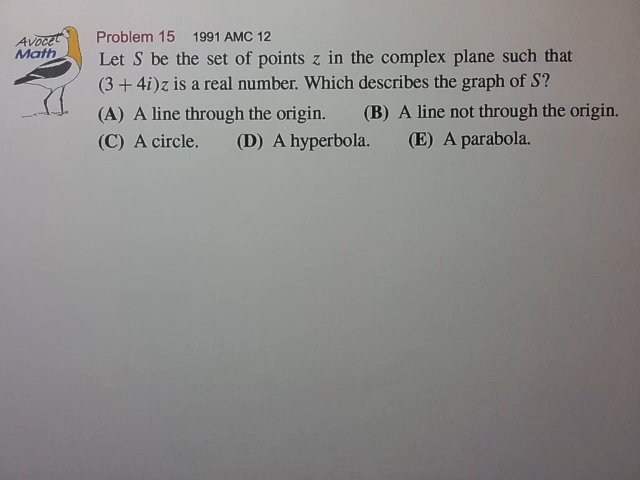 Avocet
Math
Problem 15 1991 AMC 12
Let S be the set of points z in the complex plane such that
(3 + 4i)z is a real number. Which describes the graph of S?
(A) A line through the origin. (B) A line not through the origin.
(C) A circle. (D) A hyperbola. (E) A parabola.